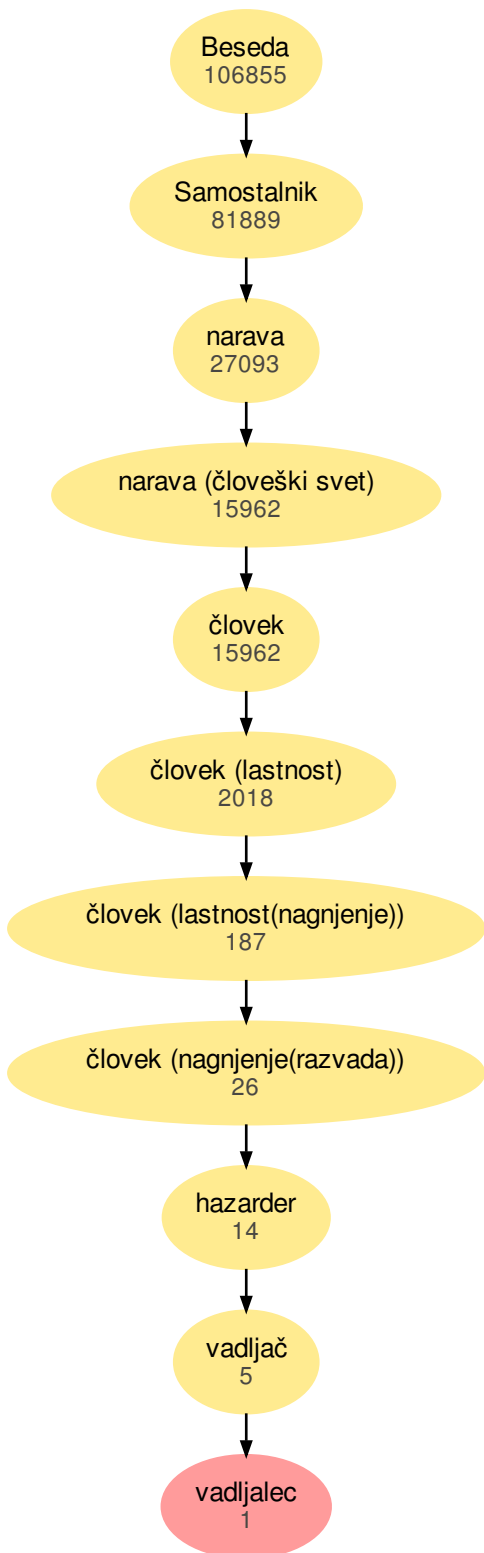 Beseda
106855
Samostalnik
81889
narava
27093
narava (človeški svet)
15962
človek
15962
človek (lastnost)
2018
človek (lastnost(nagnjenje))
187
človek (nagnjenje(razvada))
26
hazarder
14
vadljač
5
vadljalec
1